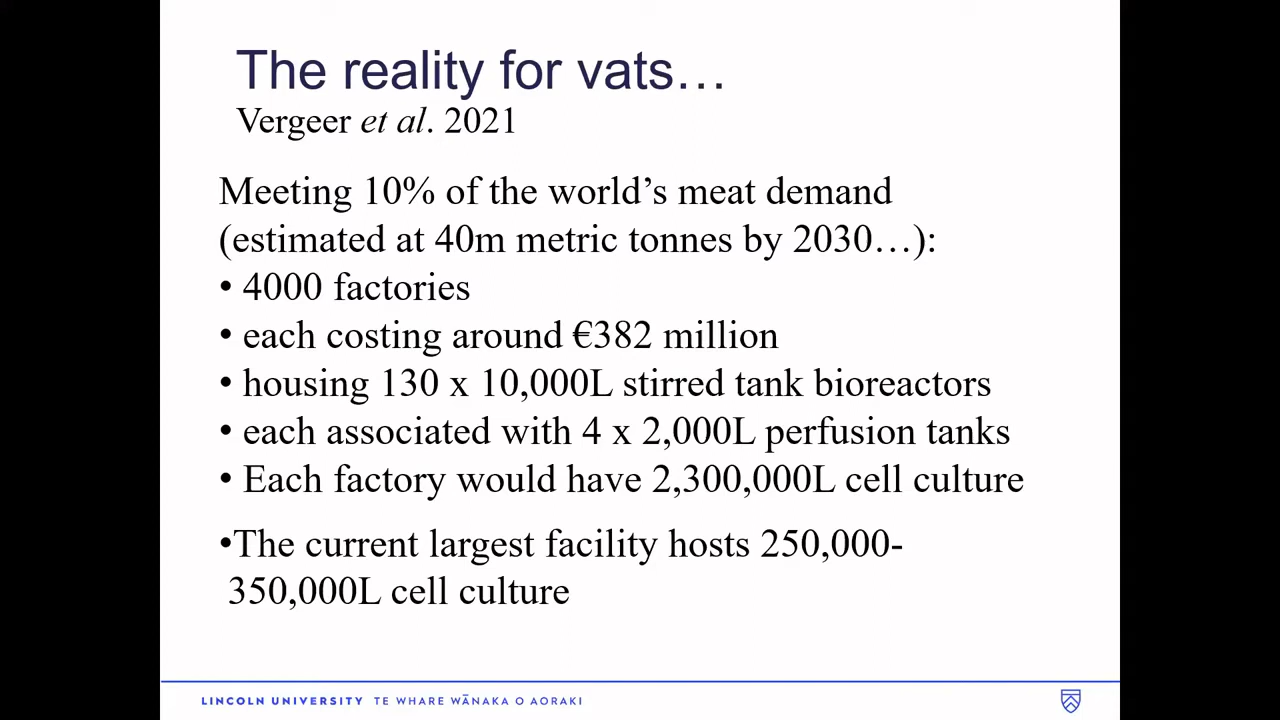 The reality for vats…
Vergeer et al. 2021
Meeting 10% of the world’s meat demand
(estimated at 40m metric tonnes by 2030…):
• 4000 factories
• each costing around €382 million
• housing 130 x 10,000L stirred tank bioreactors
• each associated with 4 x 2,000L perfusion tanks
• Each factory would have 2,300,000L cell culture
•The current largest facility hosts 250,000-
350,000L cell culture
LINCOLN UNIVERSITY TE WHARE WĀNAKA O AORAKI